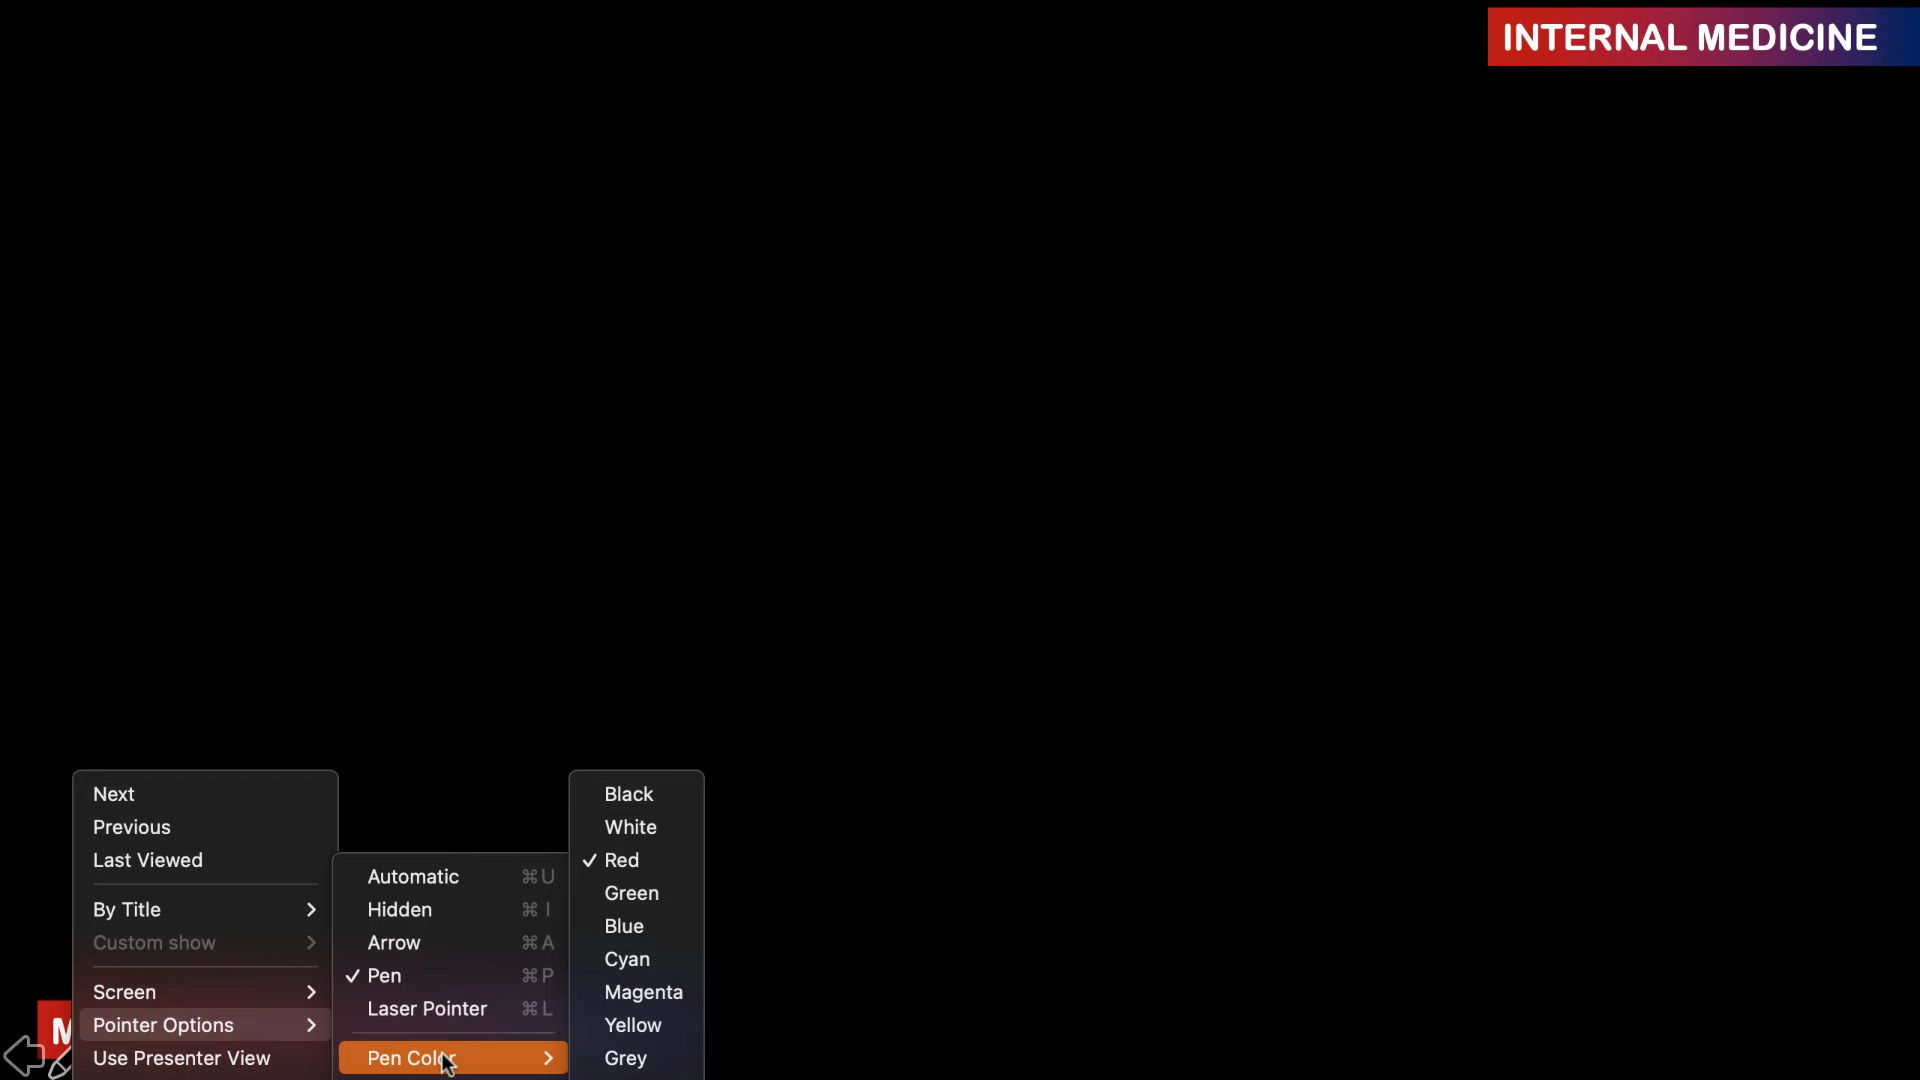 INTERNAL MEDICINE
Next
Previous
Last Viewed
By Title
Custom show
Screen
Pointer Options
Use Presenter View
Automatic ⌘U
Hidden ⌘I
Arrow ⌘A
✓ Pen ⌘P
Laser Pointer ⌘L
Pen Color
Black
White
✓ Red
Green
Blue
Cyan
Magenta
Yellow
Grey
M